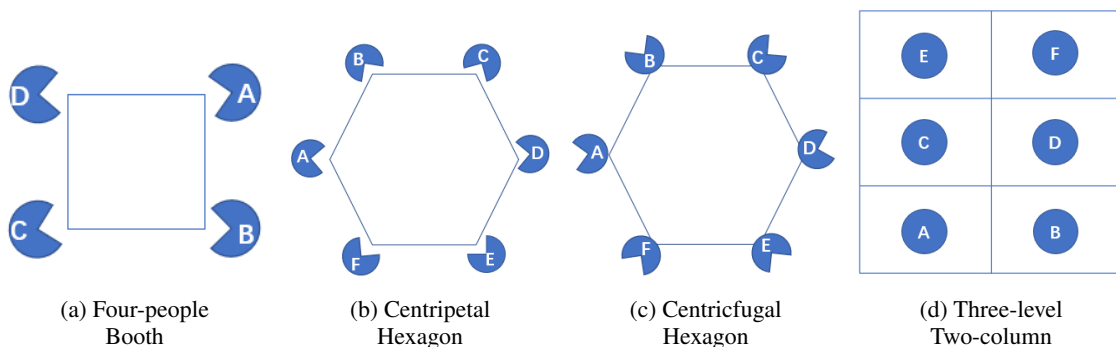 D A
C B
B C
A D
F E
B C
A D
F E
E F
C D
A B
(a) Four-people
Booth
(b) Centripetal
Hexagon
(c) Centricfugal
Hexagon
(d) Three-level
Two-column